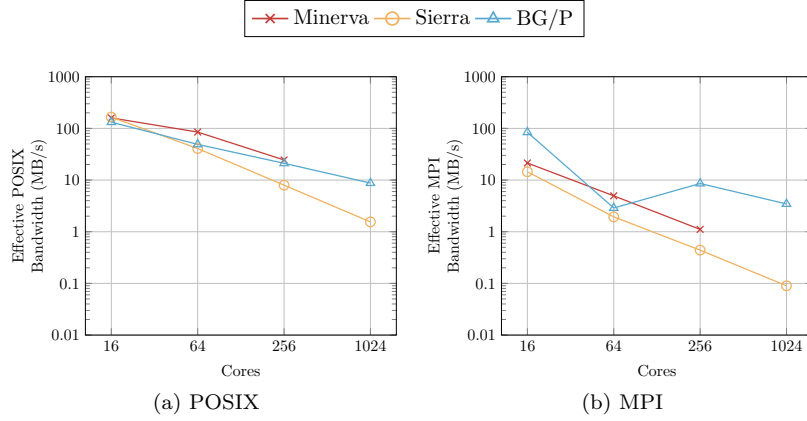 Minerva Sierra BG/P
1000
100
10
1
0.1
0.01
Effective POSIX
Bandwidth (MB/s)
16 64 256 1024
Cores
(a) POSIX
1000
100
10
1
0.1
0.01
Effective MPI
Bandwidth (MB/s)
16 64 256 1024
Cores
(b) MPI